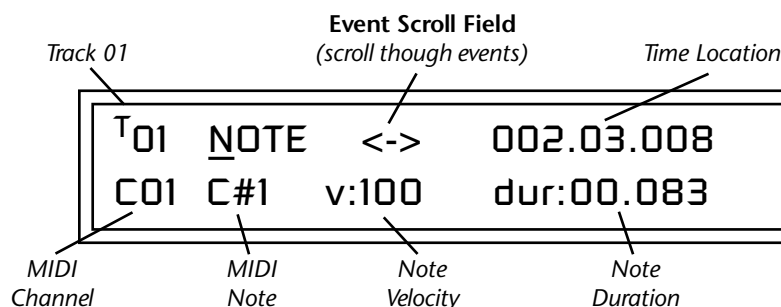 Event Scroll Field
Track 01 (scroll though events) Time Location
T01 NOTE <-> 002.03.008
C01 C#1 v:100 dur:00.083
MIDI MIDI Note Note
Channel Note Velocity Duration